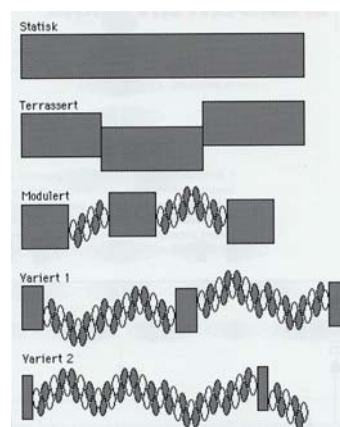 Statisk
Terrassert
Modulert
Variert 1
Variert 2